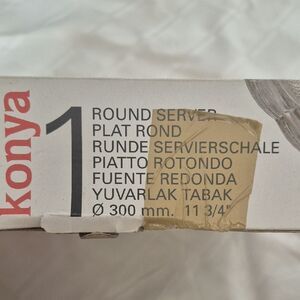 konya
1
ROUND SERVER
PLAT ROND
RUNDE SERVIERSCHALE
PIATTO ROTONDO
FUENTE REDONDA
YUVARLAK TABAK
Ø 300 mm. 11 3/4"